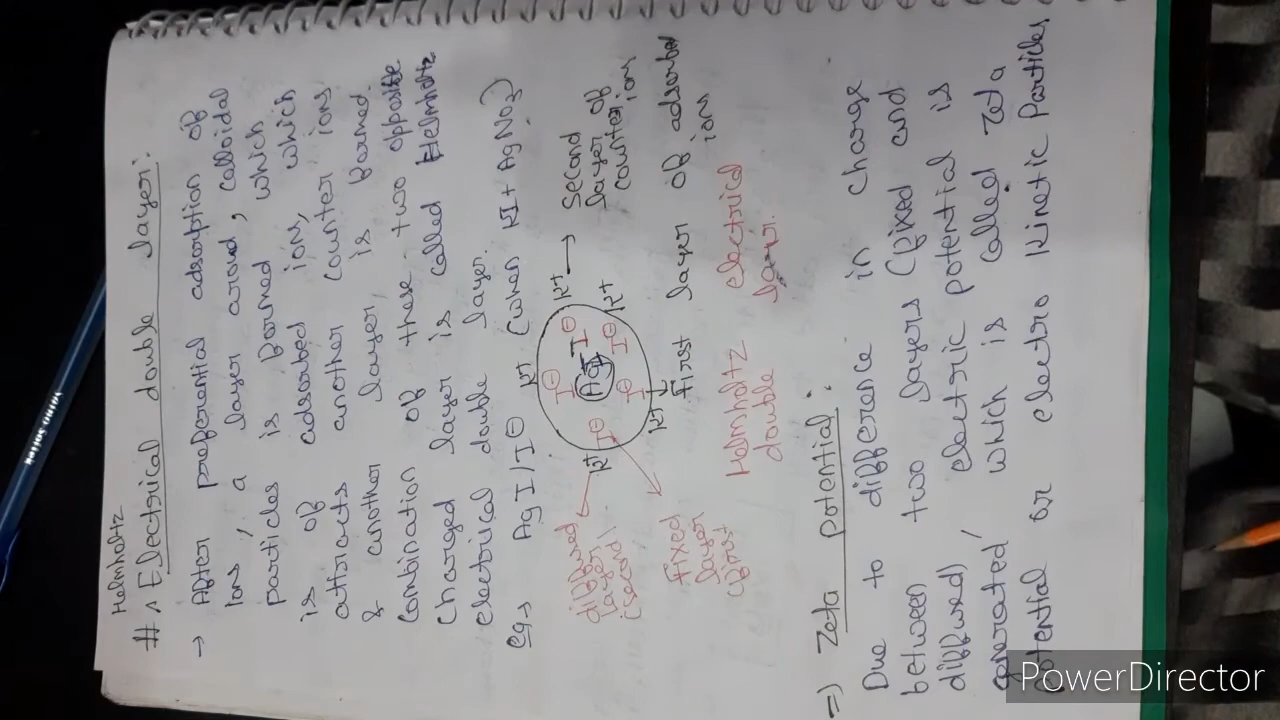 Helmholtz
# ^ Electrical double layer:
→ After preferential adsorption of
ions, a layer around, colloidal
particles is formed which
is of adsorbed ions, which
attracts another counter ions
& another layer, is formed.
Combination of these two opposite
Charged layer is called Helmholtz
electrical double layer.
eg→ AgI/I⊖ (when KI+AgNO3)
K+
K+
K+
K+
K+
I⊖
I⊖
I⊖
I⊖
I⊖
AgI
→ Second layer of counter ions
First layer of adsorbed ions
diffused layer (second)
Fixed layer (first)
Helmholtz electrical
double layer.
⇒ Zeta potential:
Due to difference in charge
between two layers (fixed and
diffused) electric potential is
generated which is called Zeta
potential or electro kinetic Particles
PowerDirector